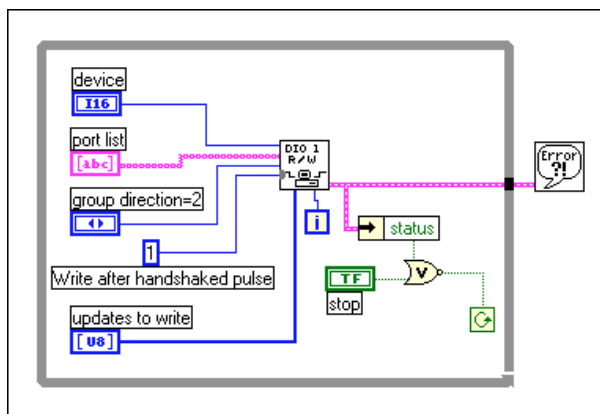 device
I16
port list
[abc]
group direction=2
1
Write after handshaked pulse
updates to write
[U8]
DIO 1
R/W
i
status
TF
stop
V
Error
?!